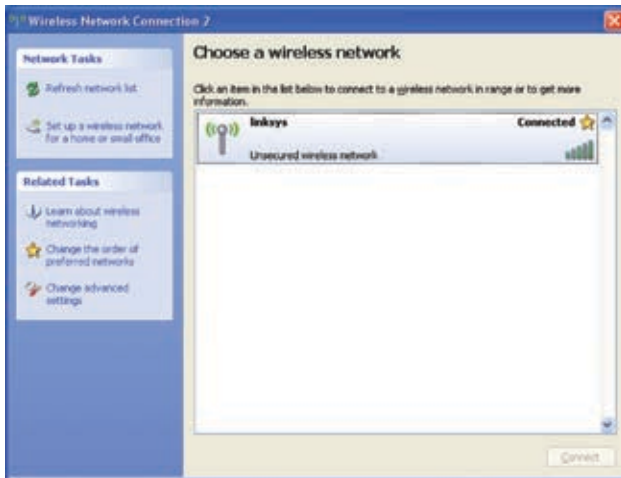 Wireless Network Connection 2
Network Tasks
Refresh network list
Set up a wireless network
for a home or small office
Related Tasks
Learn about wireless
networking
Change the order of
preferred networks
Change advanced
settings
Choose a wireless network
Click an item in the list below to connect to a wireless network in range or to get more
information.
linksys
Connected
Unsecured wireless network
Connect